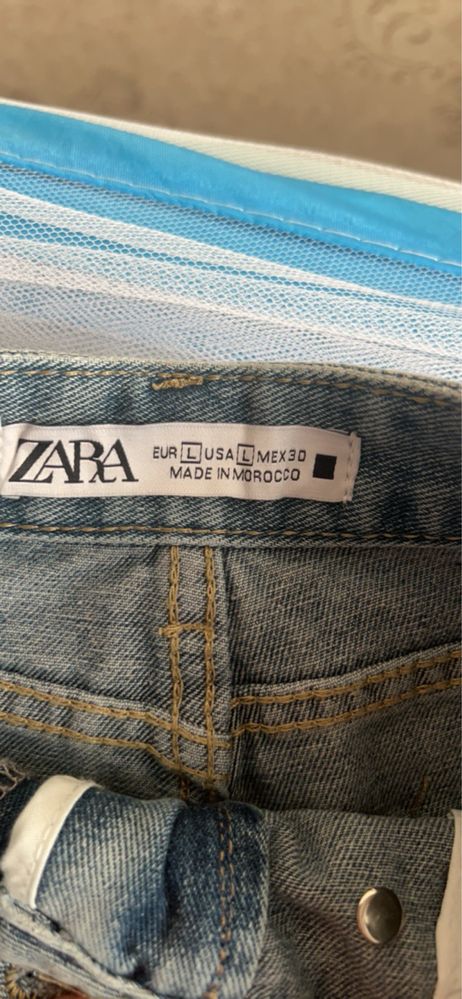 ZARA
EUR L USA L MEX 30
MADE IN MOROCCO